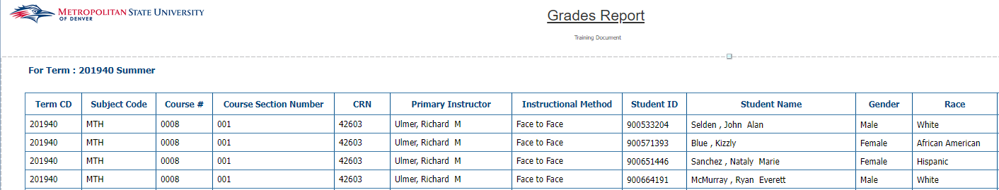 METROPOLITAN STATE UNIVERSITY
OF DENVER
Grades Report
Training Document
For Term : 201940 Summer
Term CD Subject Code Course # Course Section Number CRN Primary Instructor Instructional Method Student ID Student Name Gender Race
201940 MTH 0008 001 42603 Ulmer, Richard M Face to Face 900533204 Selden , John Alan Male White
201940 MTH 0008 001 42603 Ulmer, Richard M Face to Face 900571393 Blue , Kizzly Female African American
201940 MTH 0008 001 42603 Ulmer, Richard M Face to Face 900651446 Sanchez , Nataly Marie Female Hispanic
201940 MTH 0008 001 42603 Ulmer, Richard M Face to Face 900664191 McMurray , Ryan Everett Male White